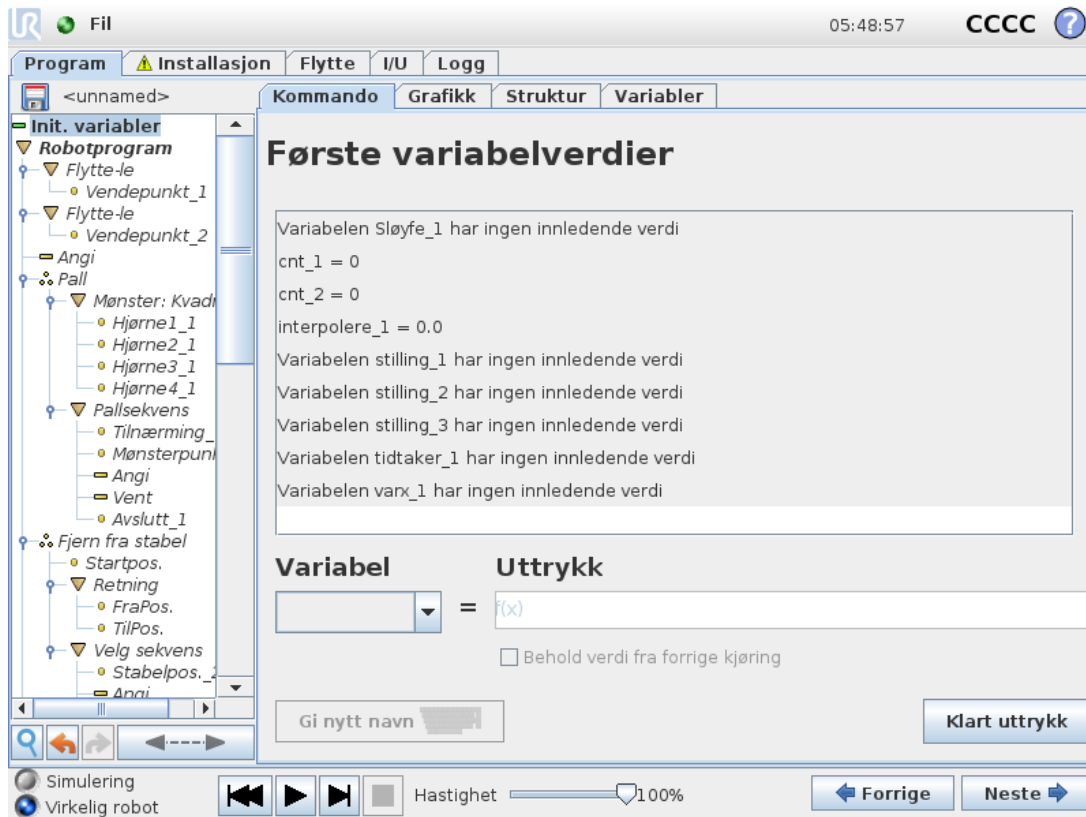 Fil
05:48:57
CCCC
?
Program
Installasjon
Flytte
I/U
Logg
<unnamed>
Kommando
Grafikk
Struktur
Variabler
Init. variabler
Robotprogram
Flytte-le
Vendepunkt_1
Flytte-le
Vendepunkt_2
Angi
Pall
Mønster: Kvadr
Hjørne1_1
Hjørne2_1
Hjørne3_1
Hjørne4_1
Pallsekvens
Tilnærming_
Mønsterpunk
Angi
Vent
Avslutt_1
Fjern fra stabel
Startpos.
Retning
FraPos.
TilPos.
Velg sekvens
Stabelpos._2
Angi
Første variabelverdier
Variabelen Sløyfe_1 har ingen innledende verdi
cnt_1 = 0
cnt_2 = 0
interpolere_1 = 0.0
Variabelen stilling_1 har ingen innledende verdi
Variabelen stilling_2 har ingen innledende verdi
Variabelen stilling_3 har ingen innledende verdi
Variabelen tidtaker_1 har ingen innledende verdi
Variabelen varx_1 har ingen innledende verdi
Variabel
Uttrykk
=
f(x)
Behold verdi fra forrige kjøring
Gi nytt navn
Klart uttrykk
Simulering
Virkelig robot
Hastighet
100%
Forrige
Neste